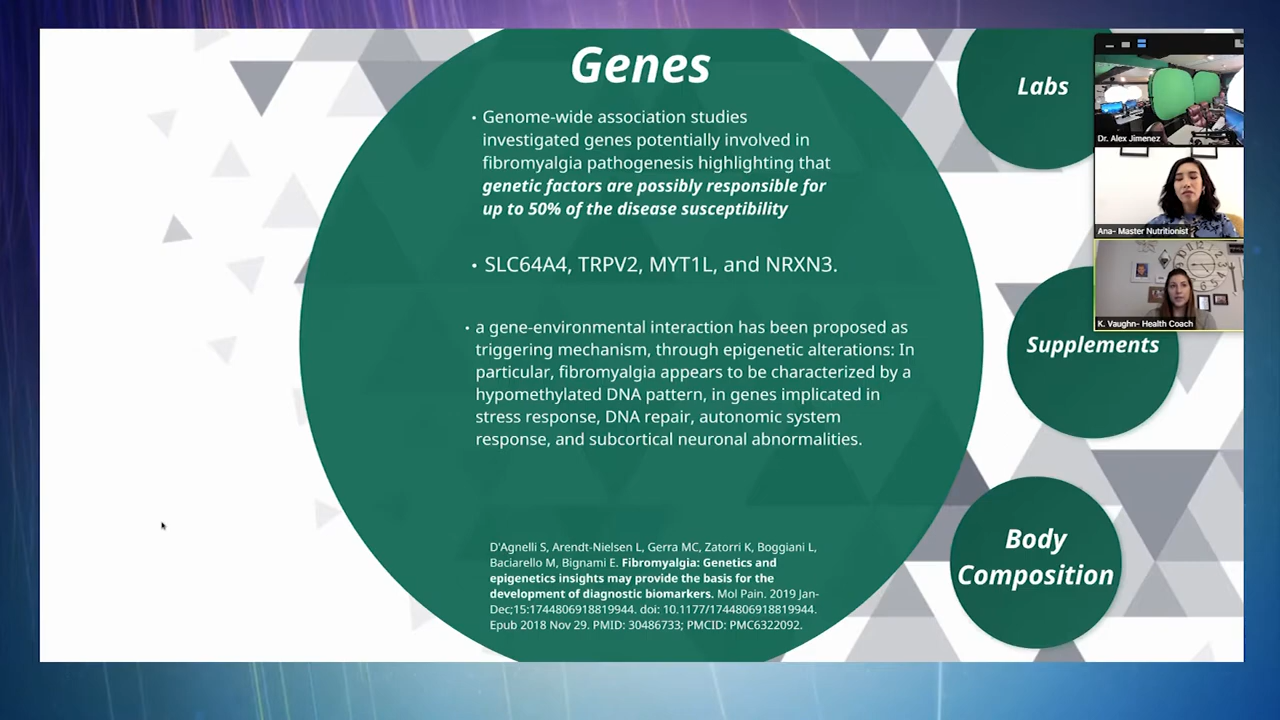 Genes
• Genome-wide association studies
investigated genes potentially involved in
fibromyalgia pathogenesis highlighting that
genetic factors are possibly responsible for
up to 50% of the disease susceptibility
• SLC64A4, TRPV2, MYT1L, and NRXN3.
• a gene-environmental interaction has been proposed as
triggering mechanism, through epigenetic alterations: In
particular, fibromyalgia appears to be characterized by a
hypomethylated DNA pattern, in genes implicated in
stress response, DNA repair, autonomic system
response, and subcortical neuronal abnormalities.
D'Agnelli S, Arendt-Nielsen L, Gerra MC, Zatorri K, Boggiani L,
Baciarello M, Bignami E. Fibromyalgia: Genetics and
epigenetics insights may provide the basis for the
development of diagnostic biomarkers. Mol Pain. 2019 Jan-
Dec;15:1744806918819944. doi: 10.1177/1744806918819944.
Epub 2018 Nov 29. PMID: 30486733; PMCID: PMC6322092.
Labs
Supplements
Body
Composition
Dr. Alex Jimenez
Ana- Master Nutritionist
K. Vaughn- Health Coach